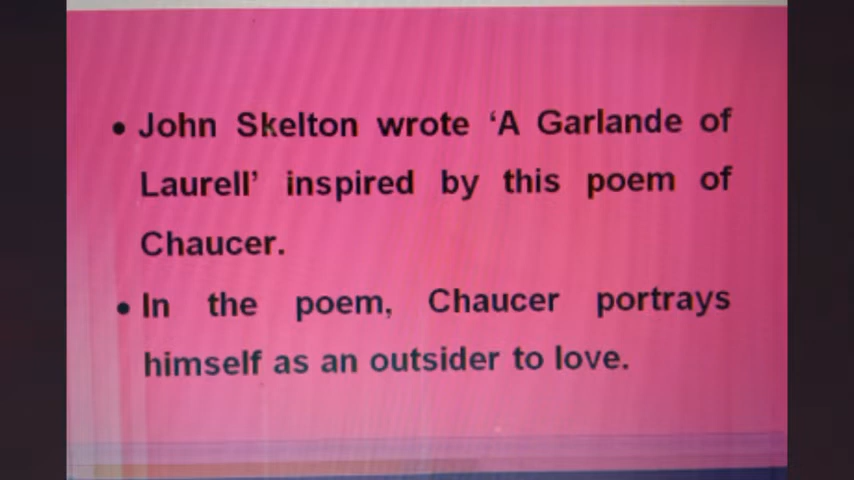 • John Skelton wrote ‘A Garlande of
Laurell’ inspired by this poem of
Chaucer.
• In the poem, Chaucer portrays
himself as an outsider to love.